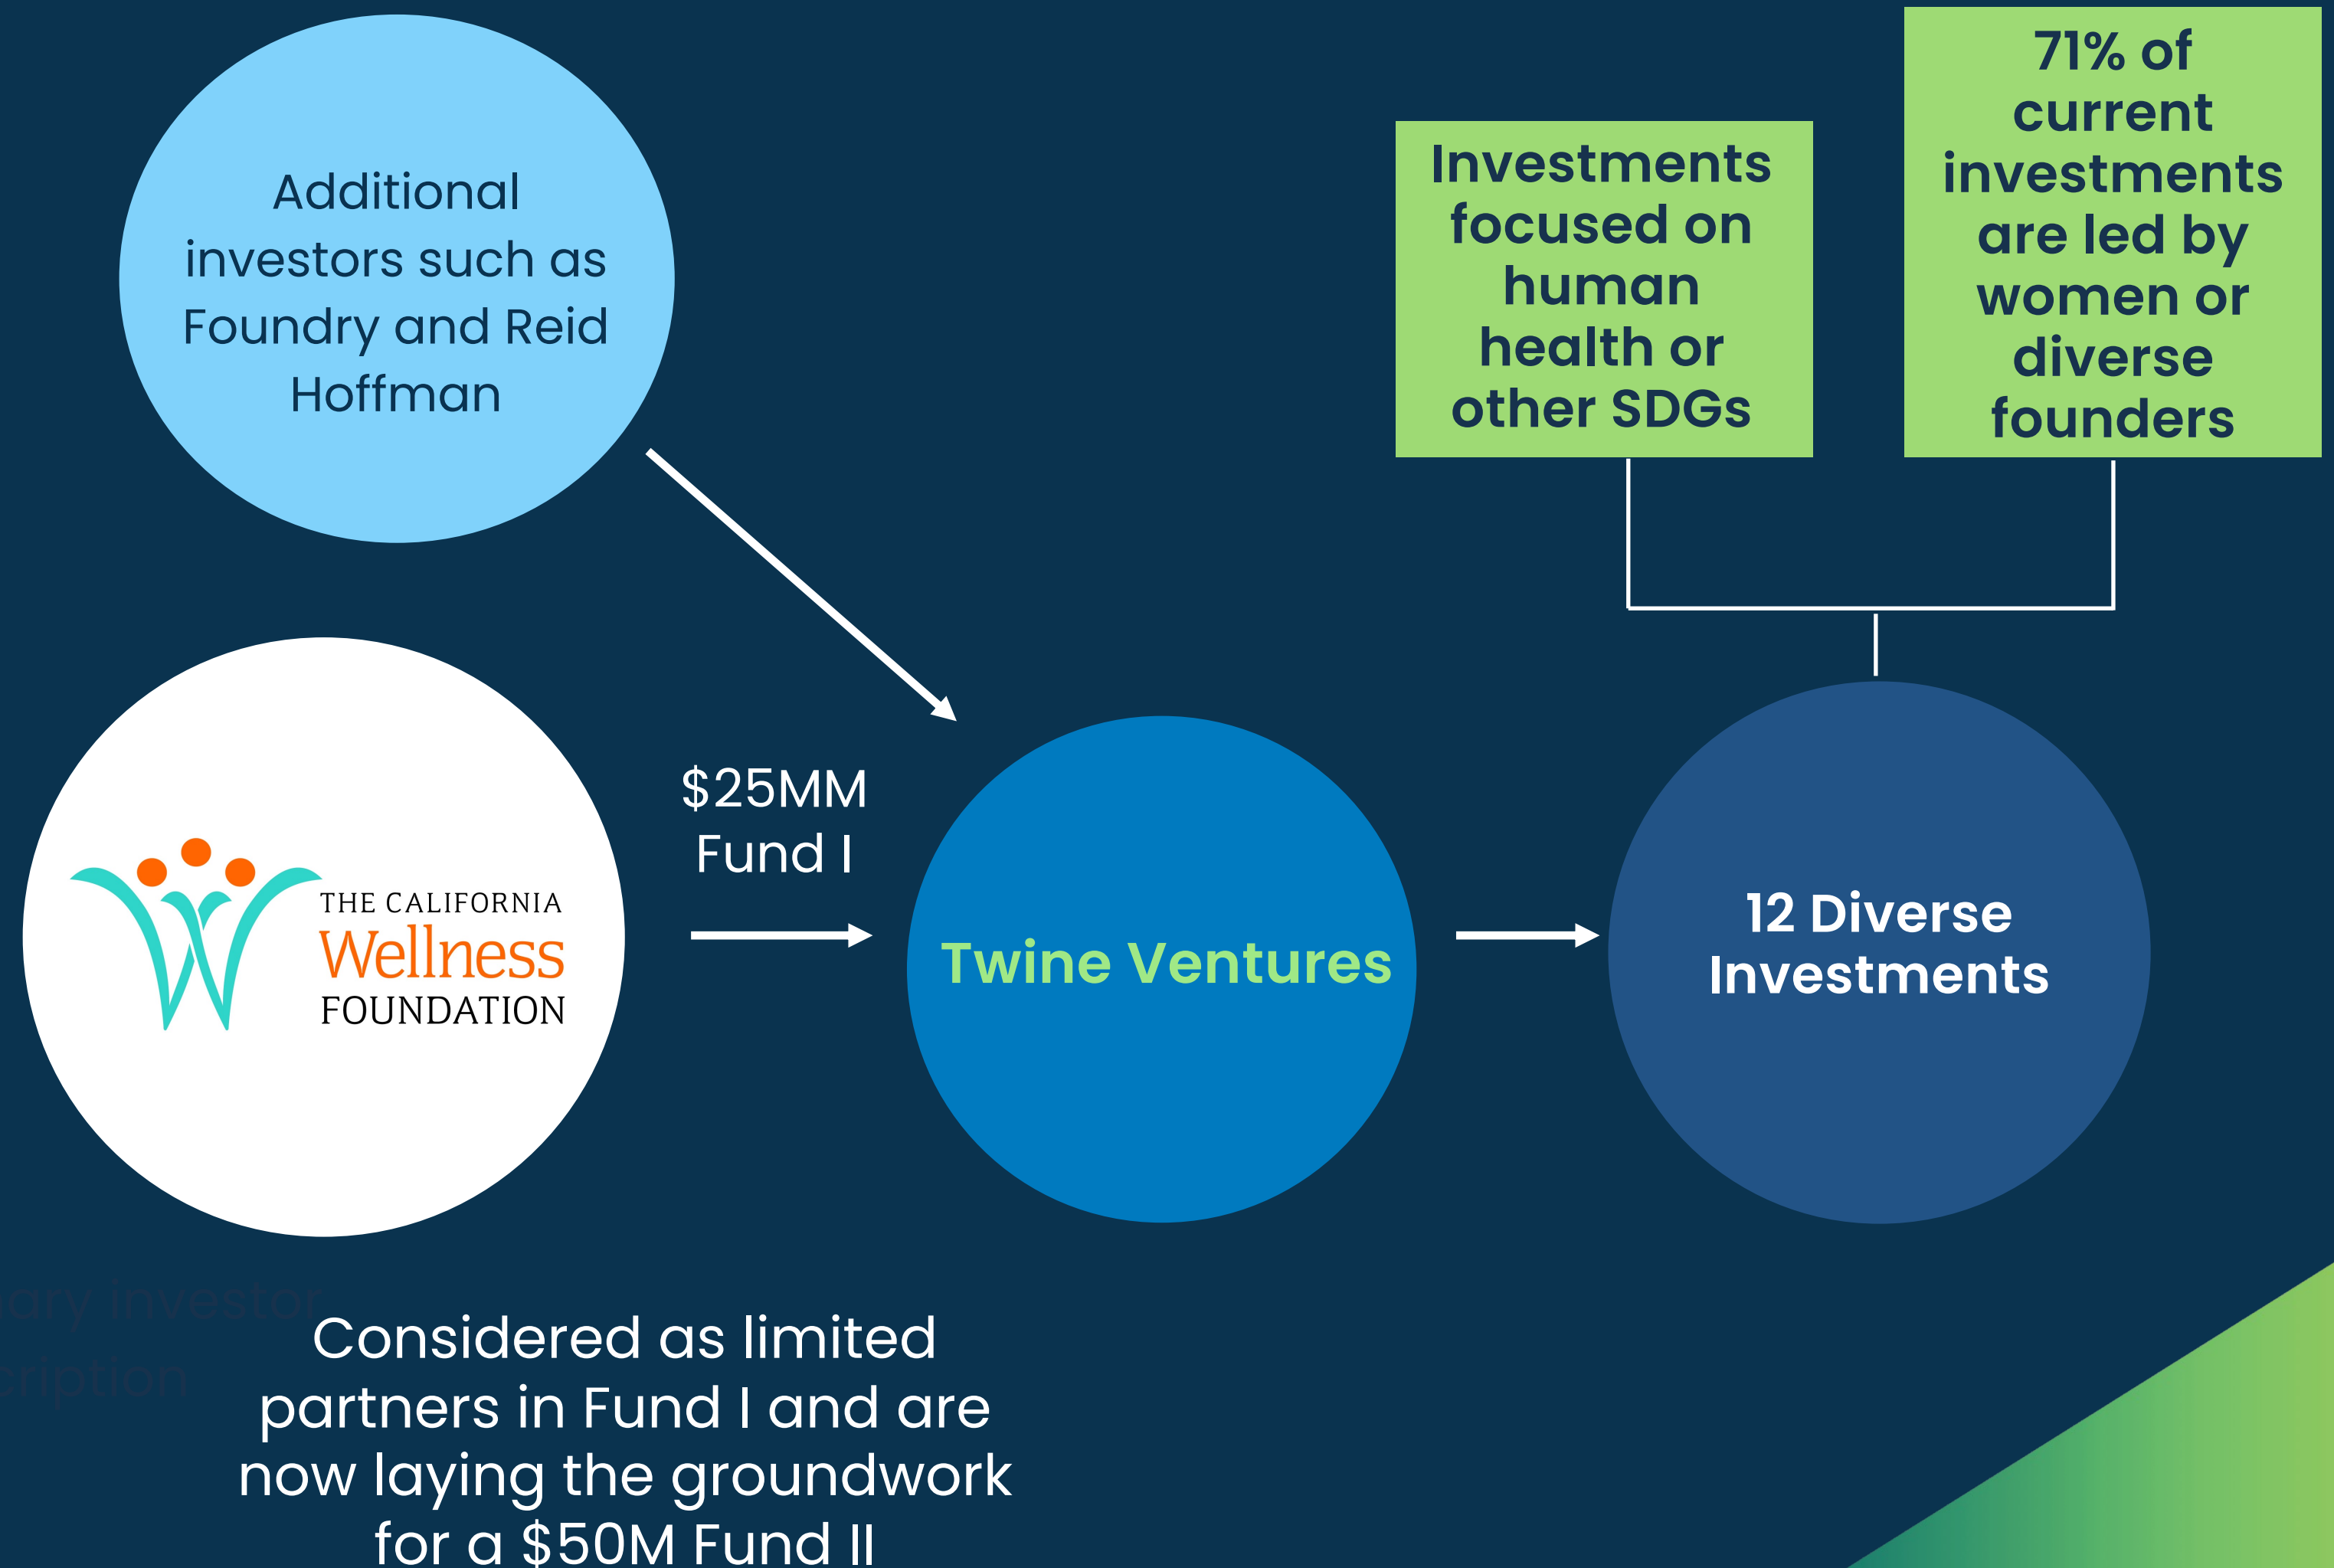 Additional
investors such as
Foundry and Reid
Hoffman
Investments
focused on
human
health or
other SDGs
71% of
current
investments
are led by
women or
diverse
founders
THE CALIFORNIA
Wellness
FOUNDATION
$25MM
Fund I
Twine Ventures
12 Diverse
Investments
investor
Considered as limited
partners in Fund I and are
now laying the groundwork
for a $50M Fund II